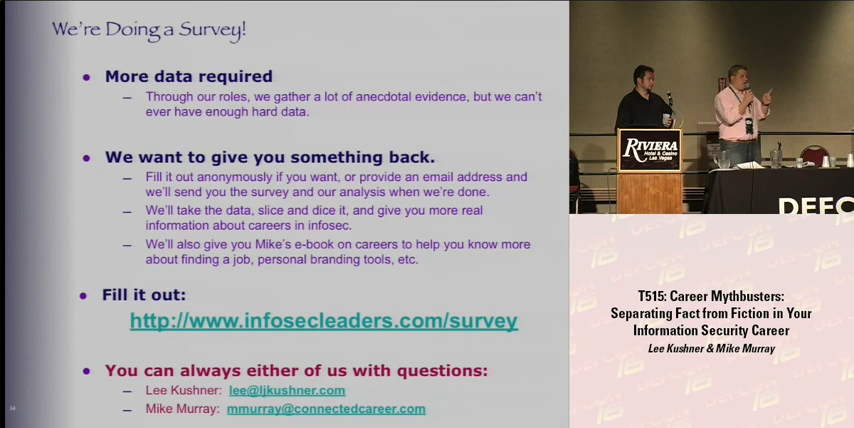 We're Doing a Survey!
More data required
Through our roles, we gather a lot of anecdotal evidence, but we can't
ever have enough hard data.
We want to give you something back.
Fill it out anonymously if you want, or provide an email address and
we'll send you the survey and our analysis when we're done.
We'll take the data, slice and dice it, and give you more real
information about careers in infosec.
We'll also give you Mike's e-book on careers to help you know more
about finding a job, personal branding tools, etc.
Fill it out:
http://www.infosecleaders.com/survey
You can always either of us with questions:
Lee Kushner: lee@ljkushner.com
Mike Murray: mmurray@connectedcareer.com
34
RIVIERA
Hotel & Casino
Las Vegas
DEFC
T515: Career Mythbusters:
Separating Fact from Fiction in Your
Information Security Career
Lee Kushner & Mike Murray